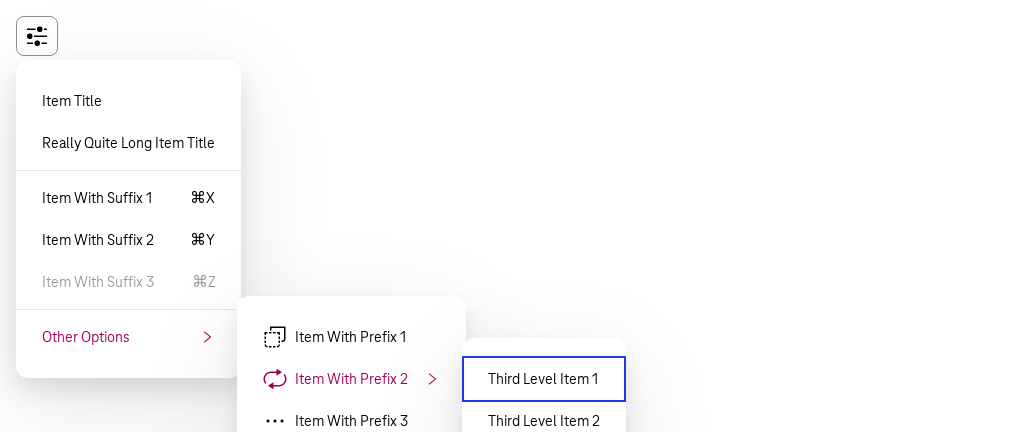 Item Title
Really Quite Long Item Title
Item With Suffix 1 ⌘X
Item With Suffix 2 ⌘Y
Item With Suffix 3 ⌘Z
Other Options
Item With Prefix 1
Item With Prefix 2
Item With Prefix 3
Third Level Item 1
Third Level Item 2